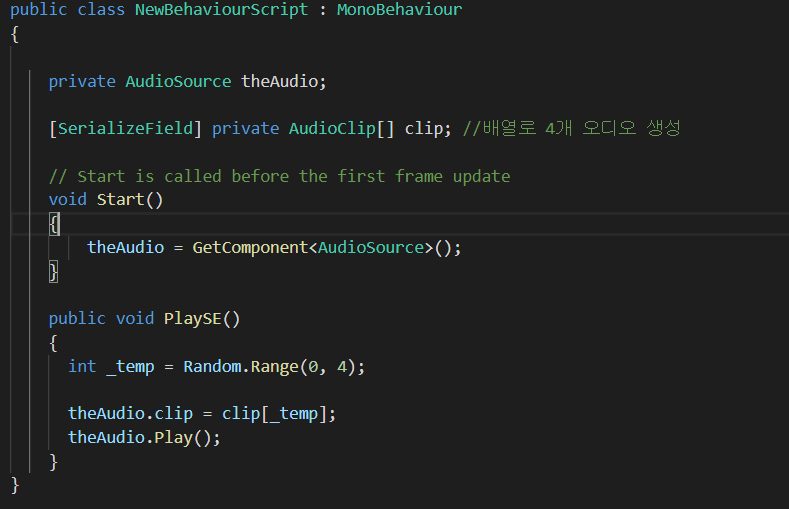 public class NewBehaviourScript : MonoBehaviour
{
private AudioSource theAudio;
[SerializeField] private AudioClip[] clip; //배열로 4개 오디오 생성
// Start is called before the first frame update
void Start()
{
theAudio = GetComponent<AudioSource>();
}
public void PlaySE()
{
int _temp = Random.Range(0, 4);
theAudio.clip = clip[_temp];
theAudio.Play();
}
}